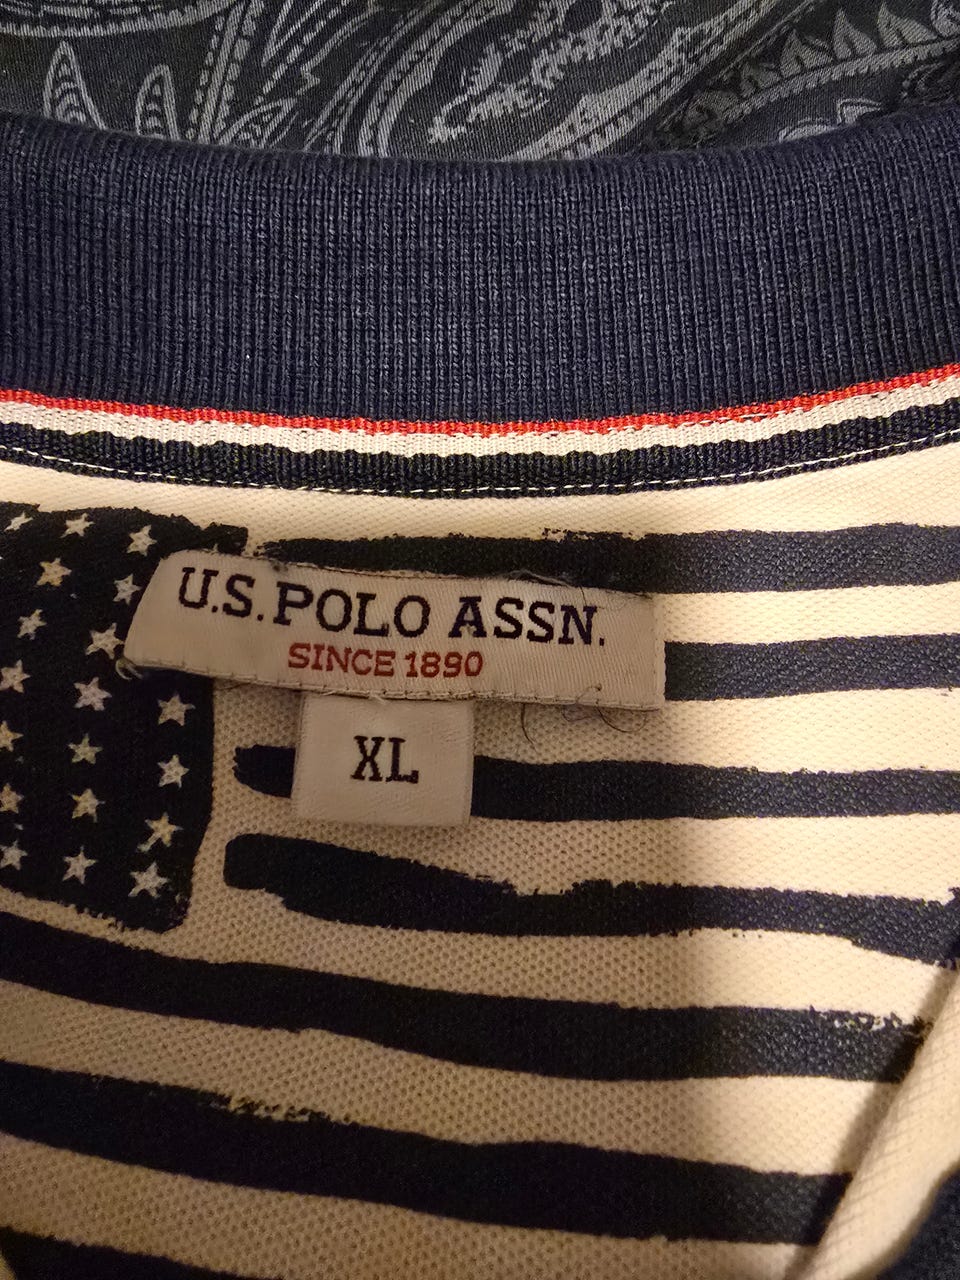 U.S. POLO ASSN.
SINCE 1890
XL